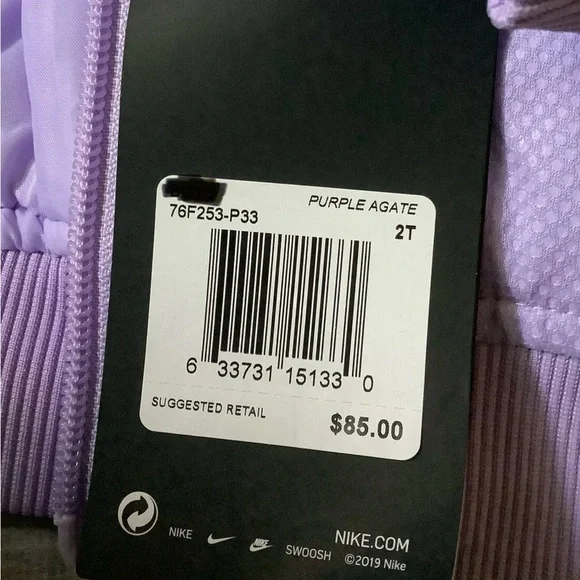 PURPLE AGATE
76F253-P33
2T
6 33731 15133 0
SUGGESTED RETAIL
$85.00
NIKE
SWOOSH
NIKE.COM
©2019 Nike